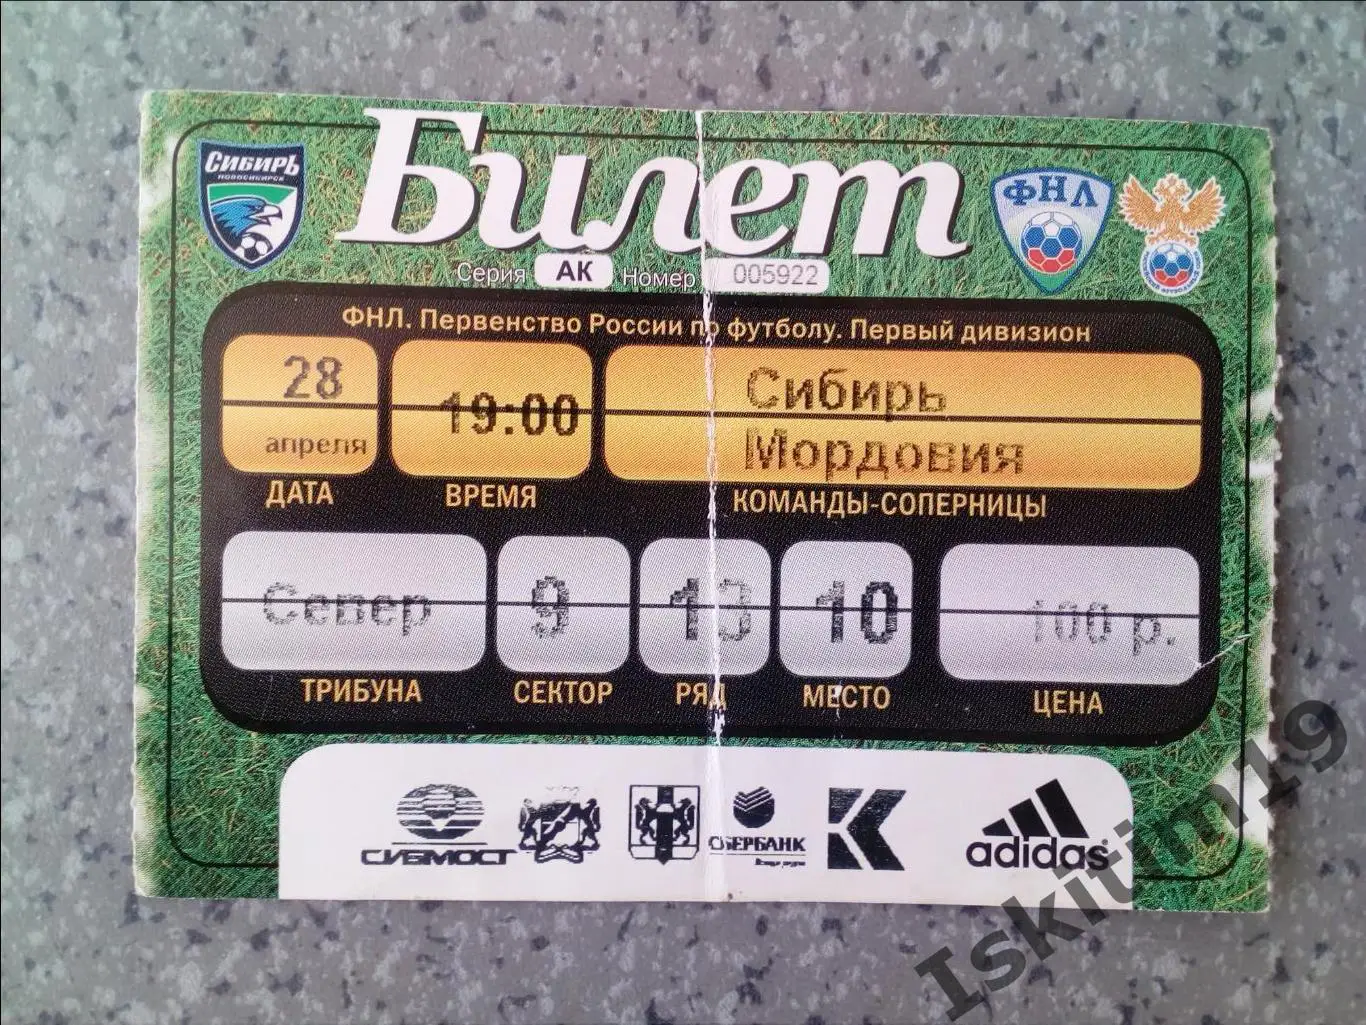 СИБИРЬ
НОВОСИБИРСК
Билет
ФНЛ
Серия АК Номер 005922
ФНЛ. Первенство России по футболу. Первый дивизион
28
апреля
19:00
Сибирь
Мордовия
ДАТА ВРЕМЯ КОМАНДЫ-СОПЕРНИЦЫ
Север 9 13 10 100 р.
ТРИБУНА СЕКТОР РЯД МЕСТО ЦЕНА
СИБМОСТ
СБЕРБАНК
К
adidas
Iskitim19